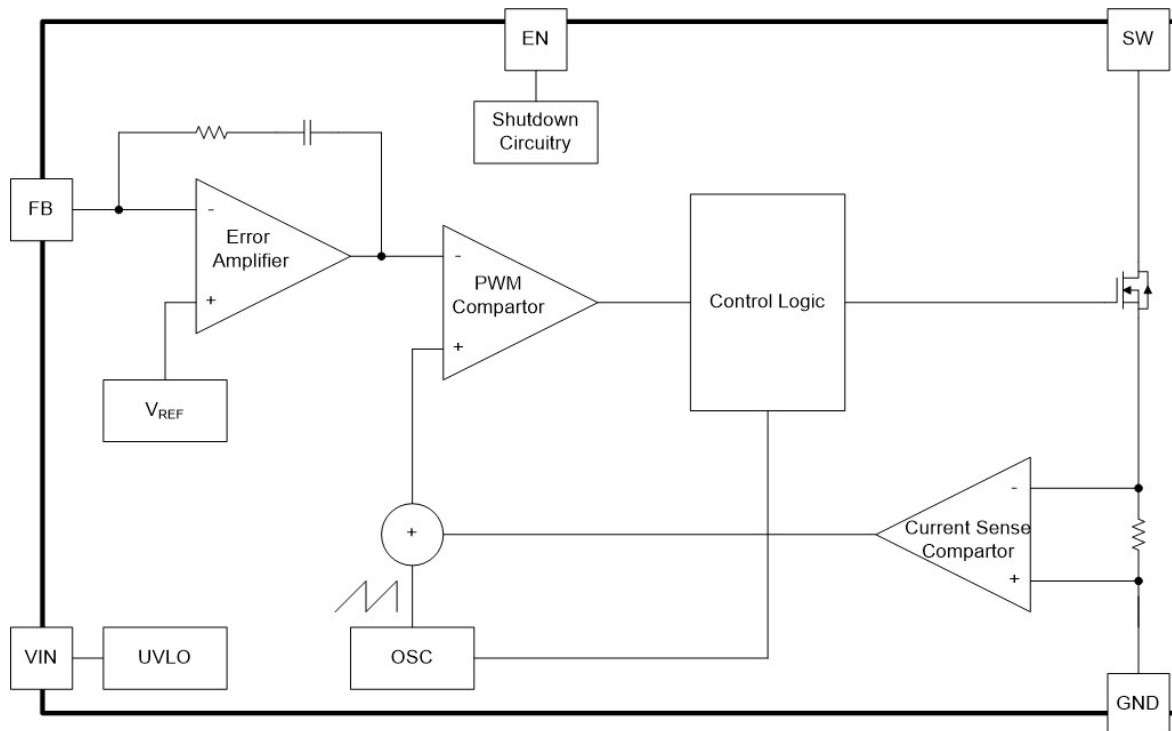 EN
SW
Shutdown
Circuitry
FB
-
Error
Amplifier
+
-
PWM
Compartor
+
Control Logic
VREF
-
Current Sense
Compartor
+
+
VIN
UVLO
OSC
GND